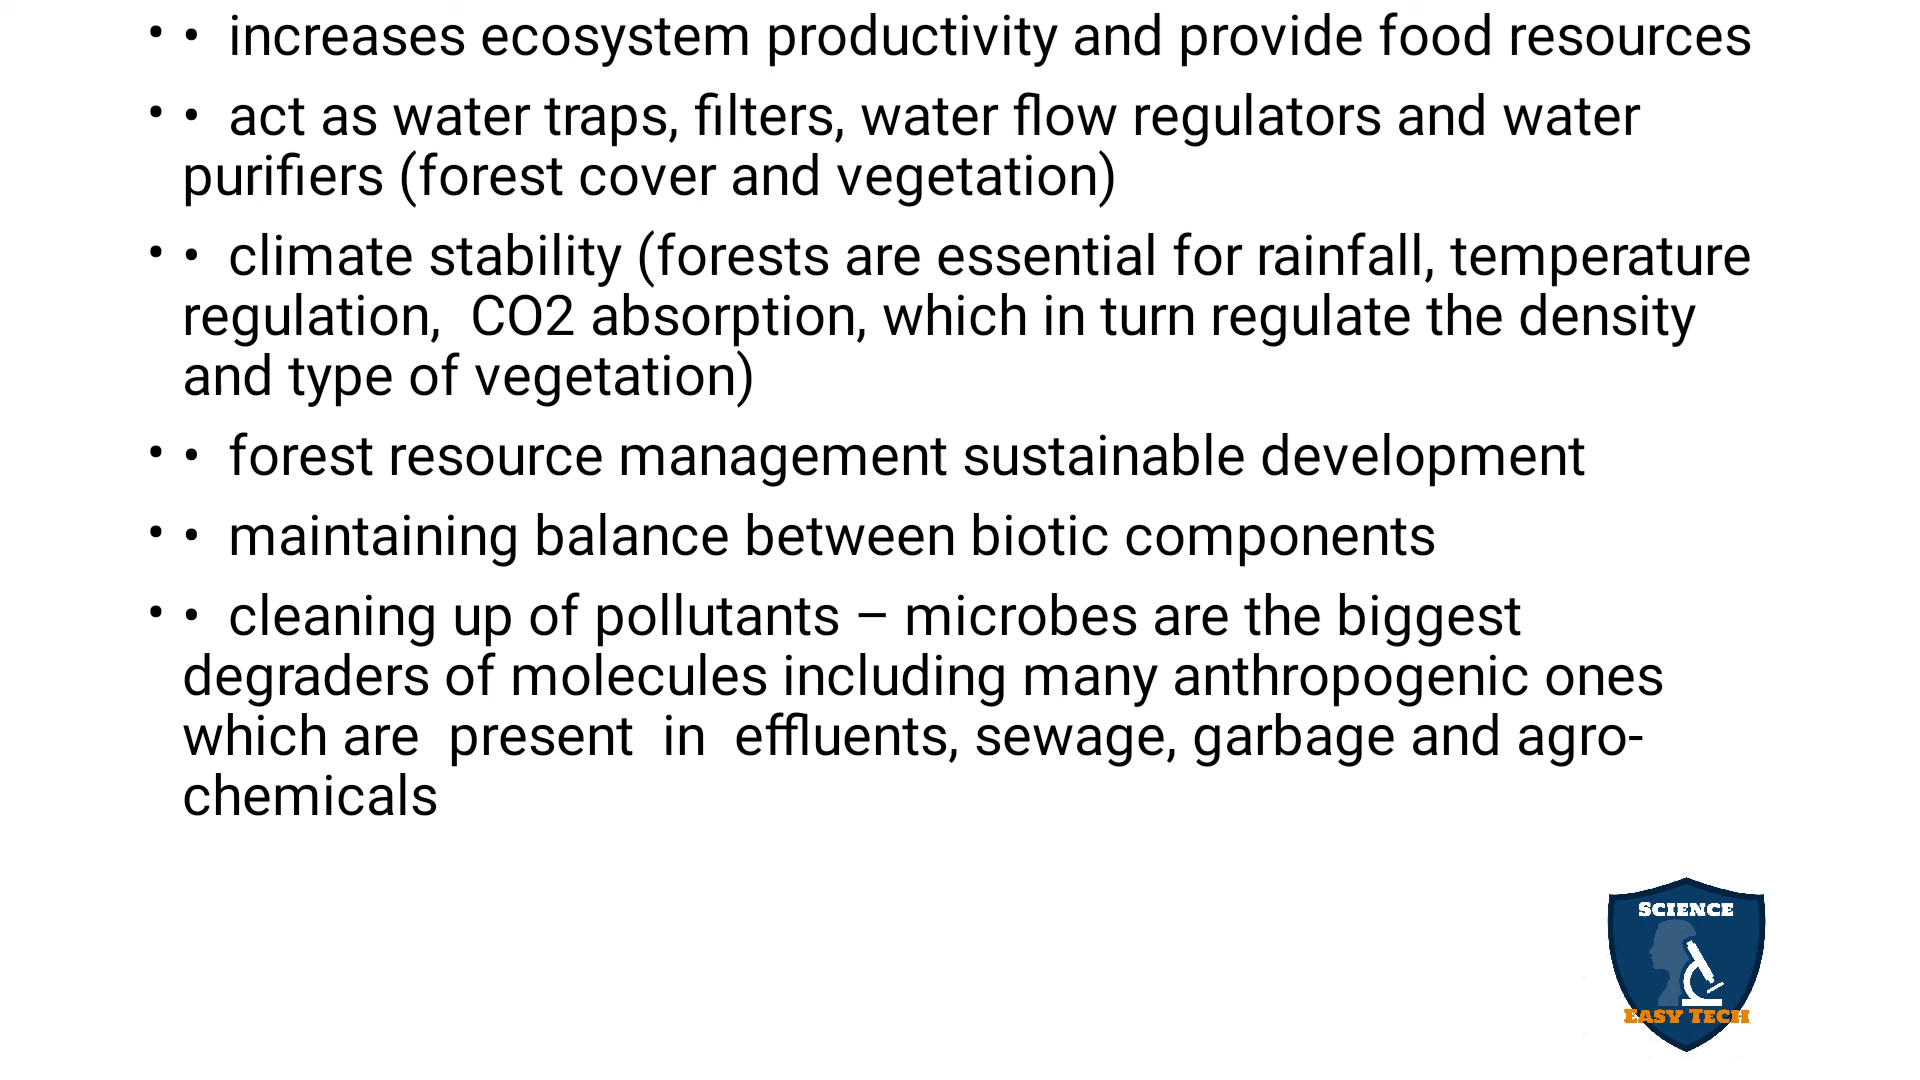 • • increases ecosystem productivity and provide food resources
• • act as water traps, filters, water flow regulators and water
purifiers (forest cover and vegetation)
• • climate stability (forests are essential for rainfall, temperature
regulation,  CO2 absorption, which in turn regulate the density
and type of vegetation)
• • forest resource management sustainable development
• • maintaining balance between biotic components
• • cleaning up of pollutants – microbes are the biggest
degraders of molecules including many anthropogenic ones
which are  present  in  effluents, sewage, garbage and agro-
chemicals
SCIENCE
EASY TECH